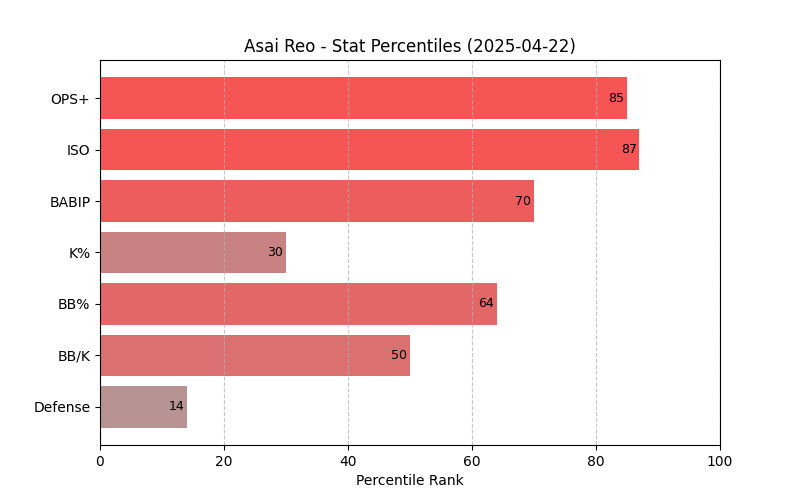 Asai Reo - Stat Percentiles (2025-04-22)
OPS+ 85
ISO 87
BABIP 70
K% 30
BB% 64
BB/K 50
Defense 14
0 20 40 60 80 100
Percentile Rank